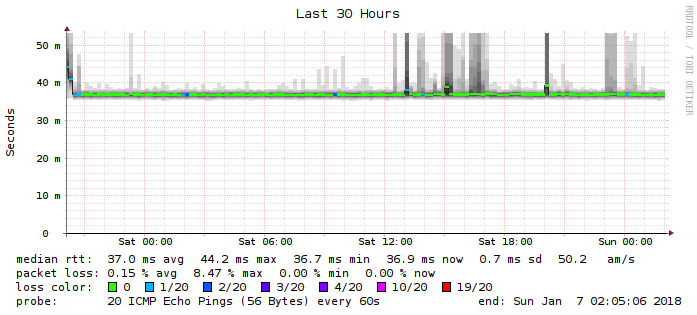 Last 30 Hours
RRDTOOL / TOBI OETIKER
Seconds
50 m
40 m
30 m
20 m
10 m
0
Sat 00:00 Sat 06:00 Sat 12:00 Sat 18:00 Sun 00:00
median rtt: 37.0 ms avg 44.2 ms max 36.7 ms min 36.9 ms now 0.7 ms sd 50.2 am/s
packet loss: 0.15 % avg 8.47 % max 0.00 % min 0.00 % now
loss color: 0 1/20 2/20 3/20 4/20 10/20 19/20
probe: 20 ICMP Echo Pings (56 Bytes) every 60s end: Sun Jan 7 02:05:06 2018